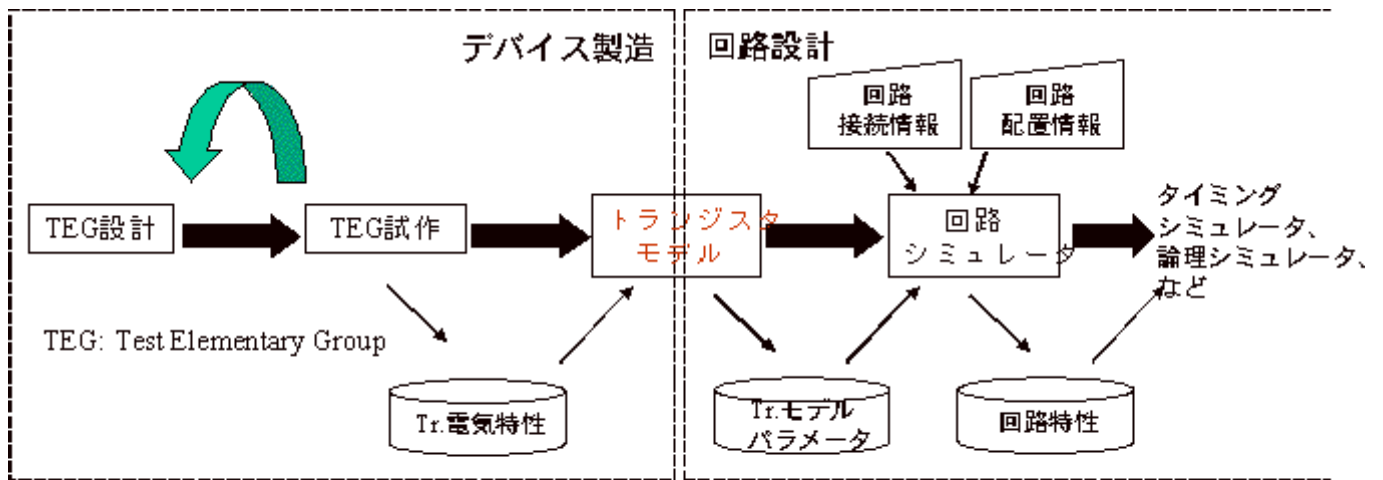 デバイス製造
回路設計
回路
接続情報
回路
配置情報
TEG設計
TEG試作
トランジスタ
モデル
回路
シミュレータ
タイミング
シミュレータ、
論理シミュレータ、
など
TEG: Test Elementary Group
Tr.電気特性
Tr.モデル
パラメータ
回路特性